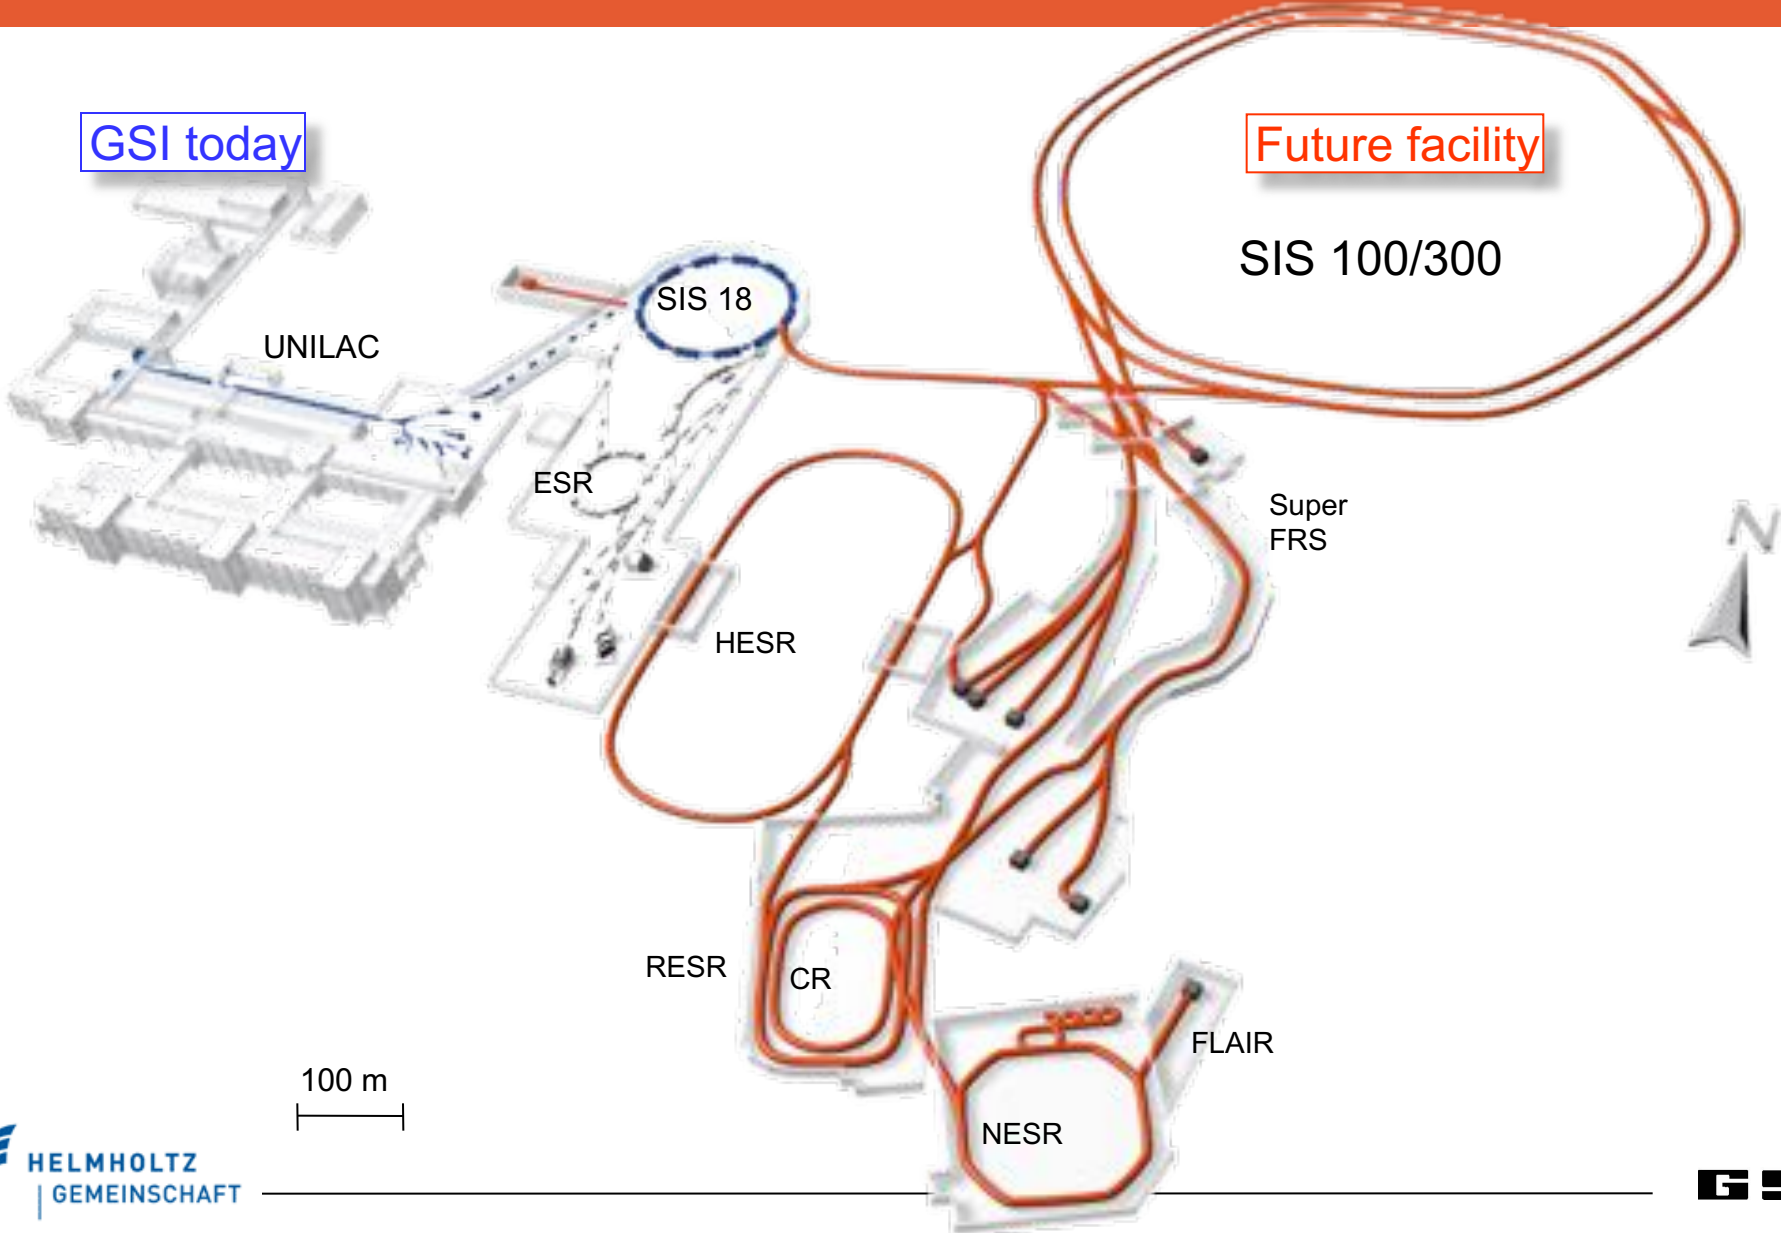 GSI today
Future facility
SIS 100/300
SIS 18
UNILAC
ESR
Super
FRS
N
HESR
RESR
CR
FLAIR
100 m
NESR
HELMHOLTZ
GEMEINSCHAFT
G